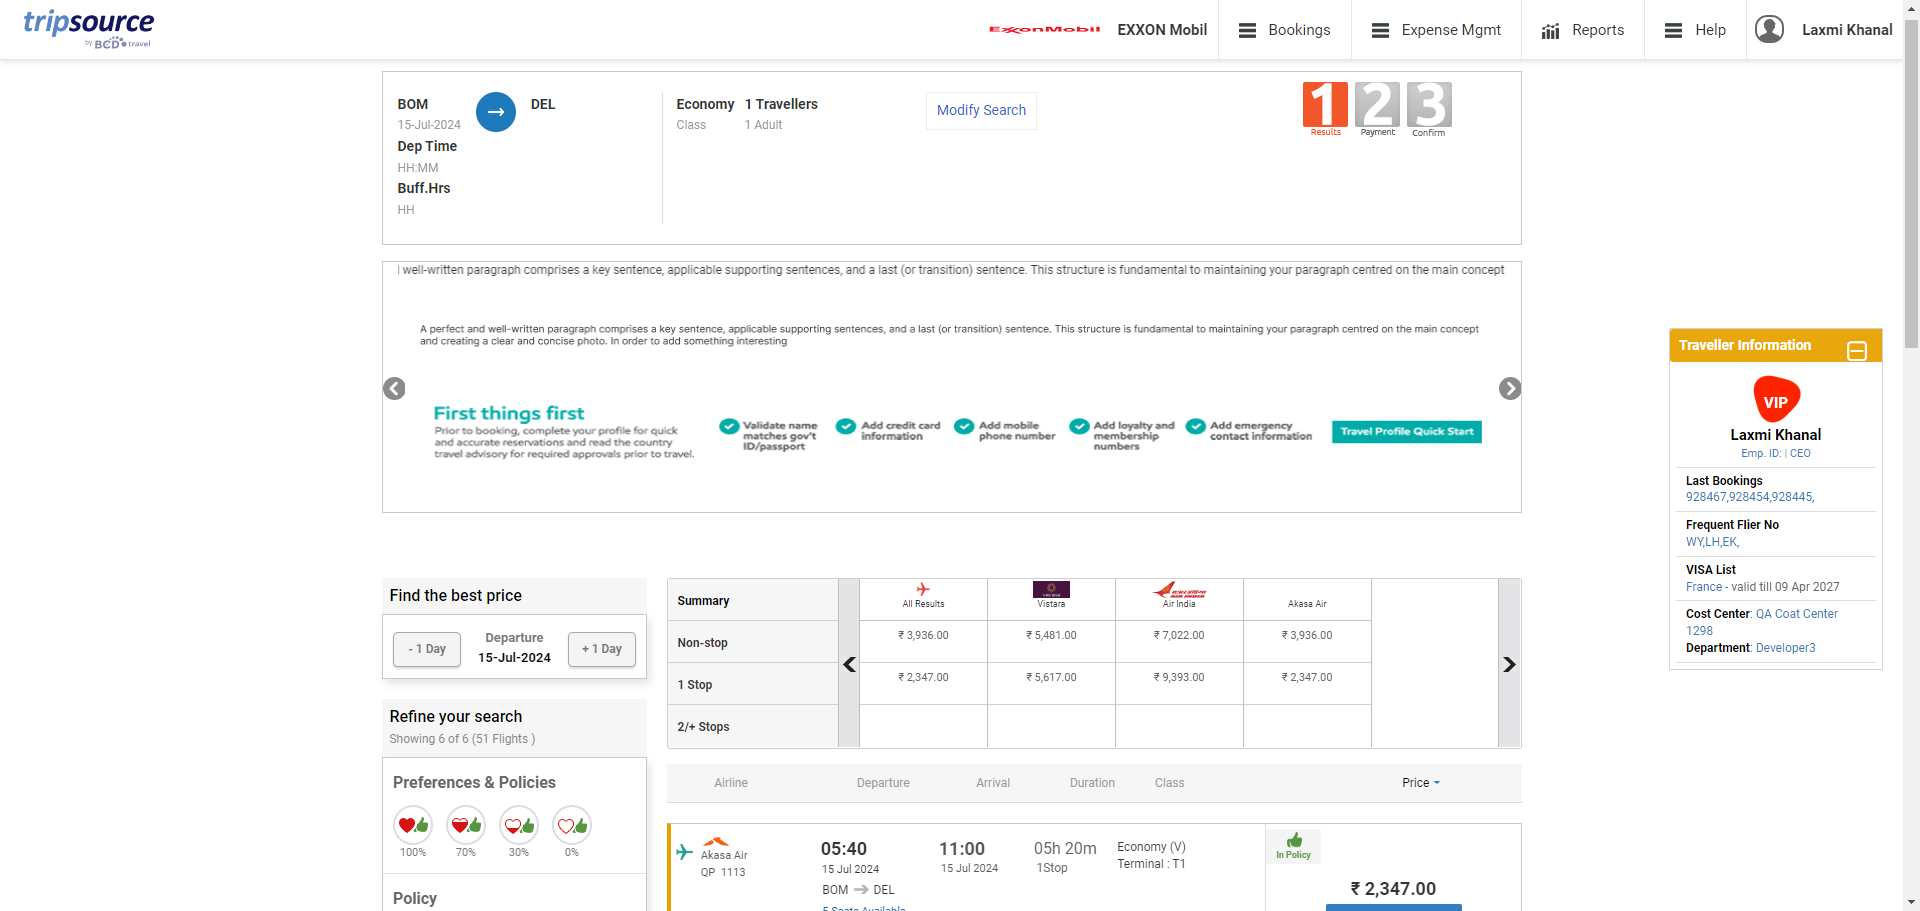 tripsource
by BCD travel
ExxonMobil
EXXON Mobil
Bookings
Expense Mgmt
Reports
Help
Laxmi Khanal
BOM
DEL
15-Jul-2024
Dep Time
HH:MM
Buff.Hrs
HH
Economy
1 Travellers
Class
1 Adult
Modify Search
1 2 3
Results
Payment
Confirm
well-written paragraph comprises a key sentence, applicable supporting sentences, and a last (or transition) sentence. This structure is fundamental to maintaining your paragraph centred on the main concept
A perfect and well-written paragraph comprises a key sentence, applicable supporting sentences, and a last (or transition) sentence. This structure is fundamental to maintaining your paragraph centred on the main concept
and creating a clear and concise photo. In order to add something interesting
First things first
Prior to booking, complete your profile for quick
and accurate reservations and read the country
travel advisory for required approvals prior to travel.
Validate name
matches gov't
ID/passport
Add credit card
information
Add mobile
phone number
Add loyalty and
membership
numbers
Add emergency
contact information
Travel Profile Quick Start
Traveller Information
VIP
Laxmi Khanal
Emp. ID: | CEO
Last Bookings
928467,928454,928445,
Frequent Flier No
WY,LH,EK,
VISA List
France - valid till 09 Apr 2027
Cost Center: QA Coat Center
1298
Department: Developer3
Find the best price
- 1 Day
Departure
15-Jul-2024
+ 1 Day
Refine your search
Showing 6 of 6 (51 Flights )
Preferences & Policies
100%
70%
30%
0%
Policy
Summary
All Results
Vistara
Air India
Akasa Air
Non-stop
₹ 3,936.00
₹ 5,481.00
₹ 7,022.00
₹ 3,936.00
1 Stop
₹ 2,347.00
₹ 5,617.00
₹ 9,393.00
₹ 2,347.00
2/+ Stops
Airline
Departure
Arrival
Duration
Class
Price
Akasa Air
QP 1113
05:40
15 Jul 2024
BOM
DEL
5 Seats Available
11:00
15 Jul 2024
05h 20m
1Stop
Economy (V)
Terminal : T1
In Policy
₹ 2,347.00